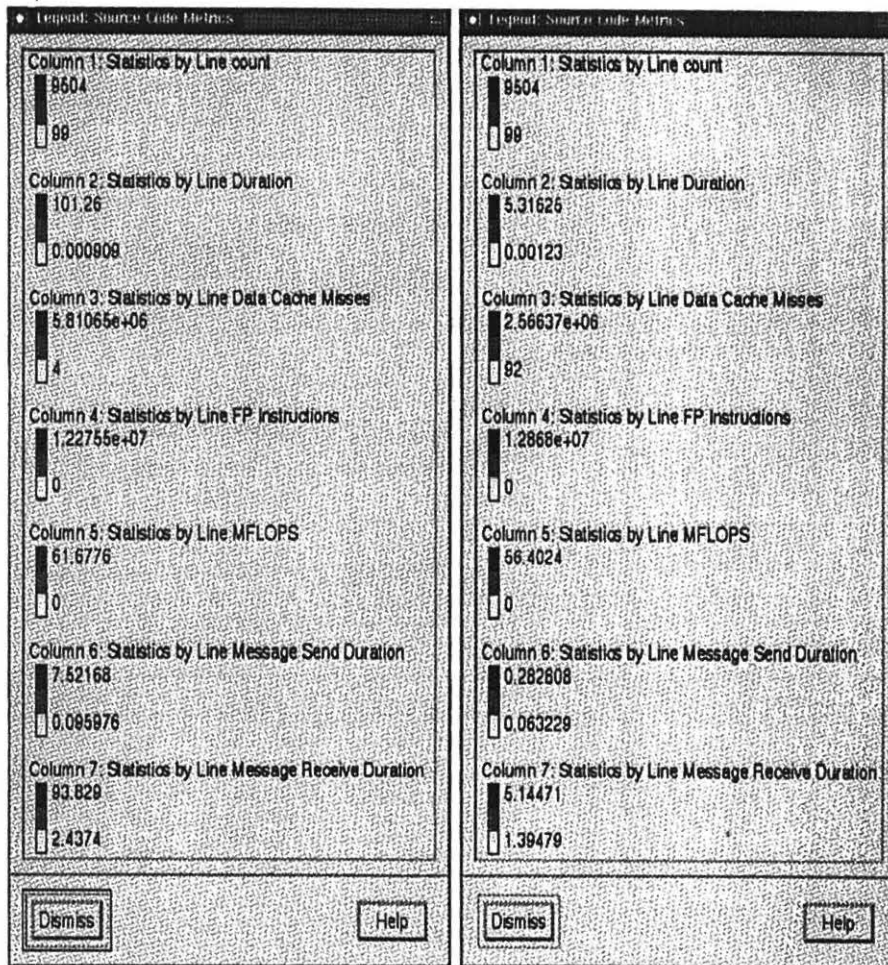 Legend: Source Code Metrics
Column 1: Statistics by Line count
9504
99
Column 2: Statistics by Line Duration
101.26
0.000909
Column 3: Statistics by Line Data Cache Misses
5.81065e+06
4
Column 4: Statistics by Line FP Instructions
1.22755e+07
0
Column 5: Statistics by Line MFLOPS
61.6776
0
Column 6: Statistics by Line Message Send Duration
7.52168
0.095976
Column 7: Statistics by Line Message Receive Duration
93.829
2.4374
Dismiss
Help
Legend: Source Code Metrics
Column 1: Statistics by Line count
9504
99
Column 2: Statistics by Line Duration
5.31625
0.00123
Column 3: Statistics by Line Data Cache Misses
2.56637e+06
92
Column 4: Statistics by Line FP Instructions
1.2868e+07
0
Column 5: Statistics by Line MFLOPS
56.4024
0
Column 6: Statistics by Line Message Send Duration
0.282808
0.063229
Column 7: Statistics by Line Message Receive Duration
5.14471
1.39479
Dismiss
Help